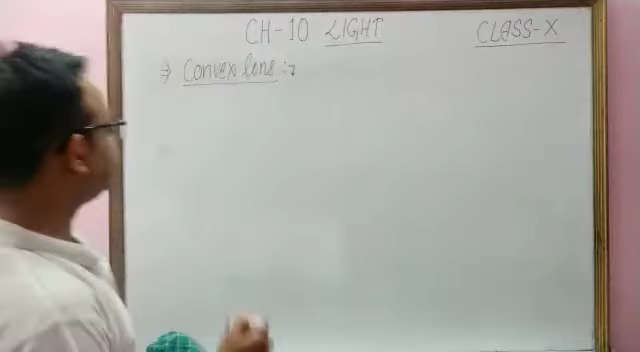 CH-10 LIGHT CLASS-X
⇒ Convex lens :-